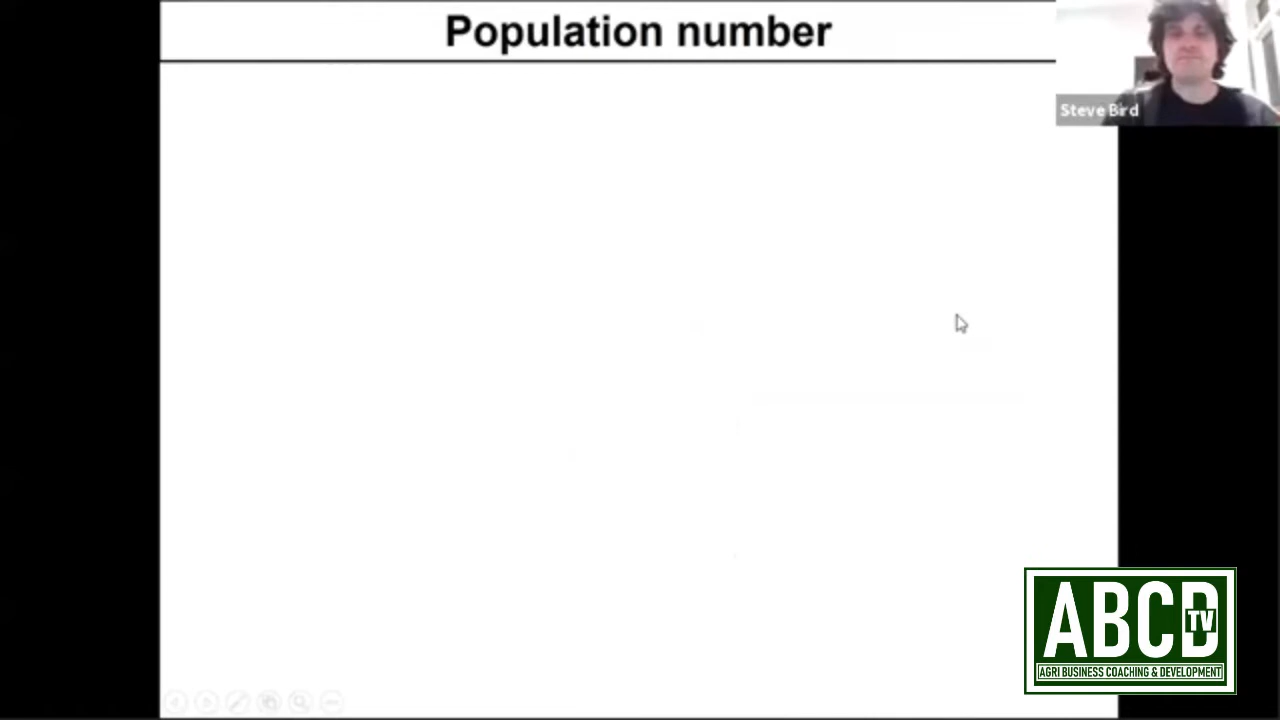 Population number
Steve Bird
ABCD TV
AGRI BUSINESS COACHING & DEVELOPMENT